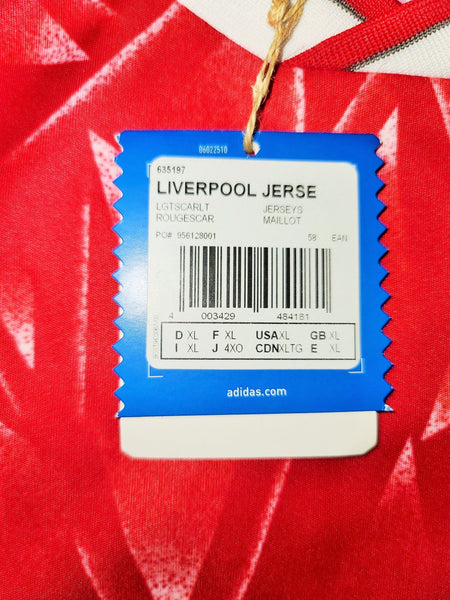 06022510
635197
LIVERPOOL JERSE
LGTSCARLT JERSEYS
ROUGESCAR MAILLOT
PO# 956128001 58 EAN
4 003429 484181
D XL F XL USA XL GB XL
I XL J 4XO CDN XLTG E XL
adidas.com